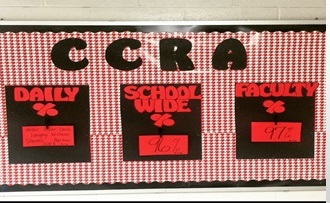 CCRA
DAILY
SCHOOL
WIDE
FACULTY
96%
97%